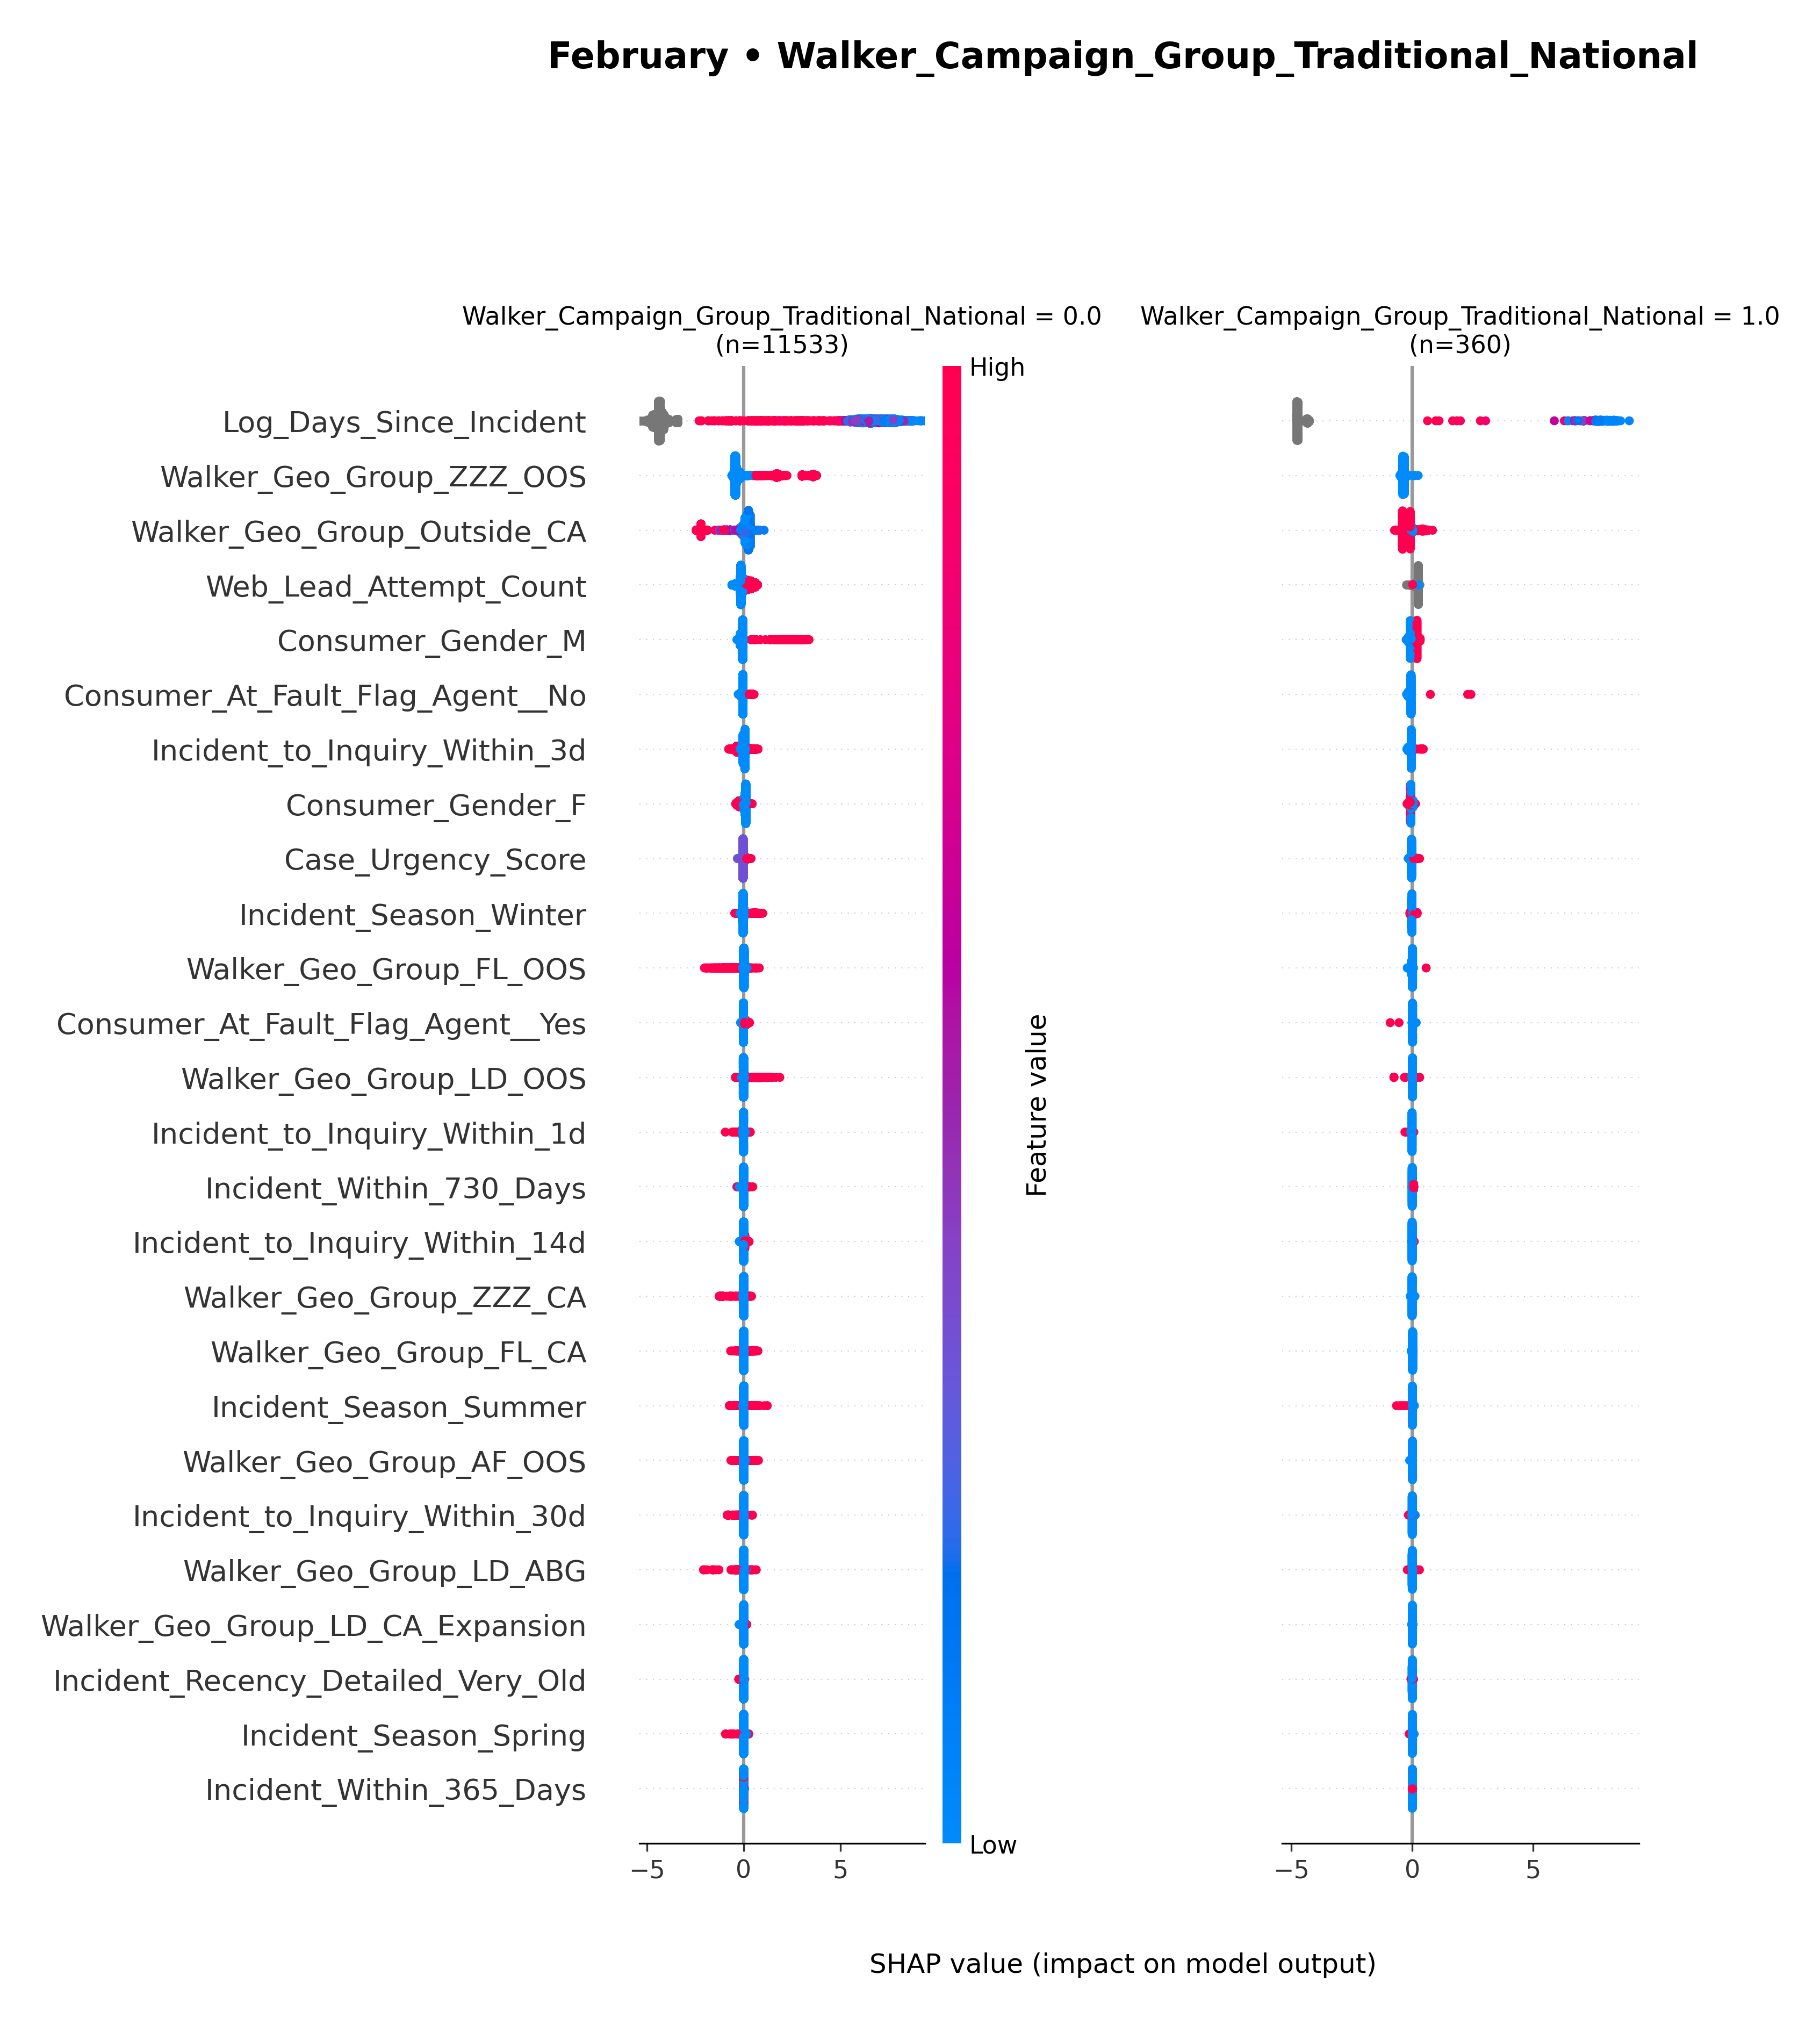 February • Walker_Campaign_Group_Traditional_National
Walker_Campaign_Group_Traditional_National = 0.0
(n=11533)
Walker_Campaign_Group_Traditional_National = 1.0
(n=360)
High
Log_Days_Since_Incident
Walker_Geo_Group_ZZZ_OOS
Walker_Geo_Group_Outside_CA
Web_Lead_Attempt_Count
Consumer_Gender_M
Consumer_At_Fault_Flag_Agent__No
Incident_to_Inquiry_Within_3d
Consumer_Gender_F
Case_Urgency_Score
Incident_Season_Winter
Walker_Geo_Group_FL_OOS
Consumer_At_Fault_Flag_Agent__Yes
Walker_Geo_Group_LD_OOS
Incident_to_Inquiry_Within_1d
Incident_Within_730_Days
Incident_to_Inquiry_Within_14d
Walker_Geo_Group_ZZZ_CA
Walker_Geo_Group_FL_CA
Incident_Season_Summer
Walker_Geo_Group_AF_OOS
Incident_to_Inquiry_Within_30d
Walker_Geo_Group_LD_ABG
Walker_Geo_Group_LD_CA_Expansion
Incident_Recency_Detailed_Very_Old
Incident_Season_Spring
Incident_Within_365_Days
Feature value
Low
−5 0 5
−5 0 5
SHAP value (impact on model output)